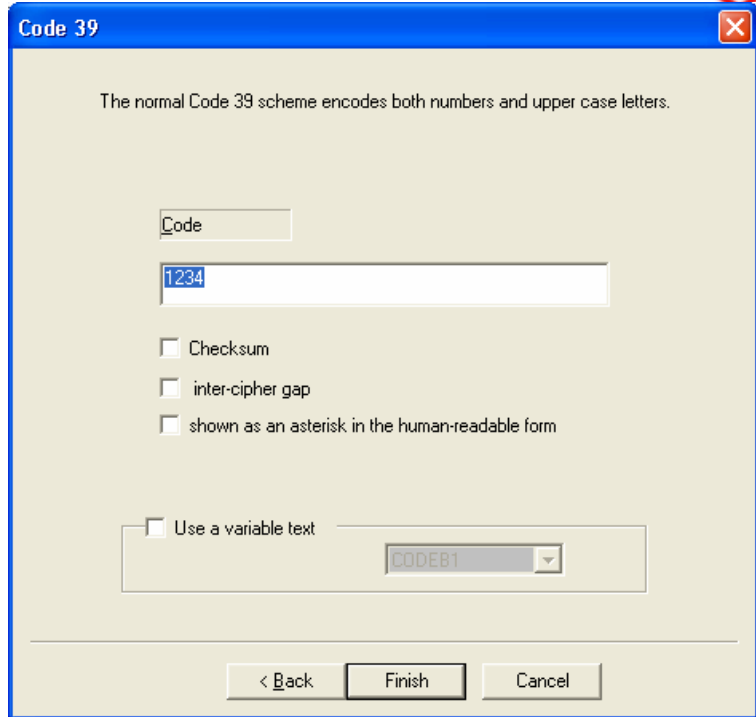 Code 39
The normal Code 39 scheme encodes both numbers and upper case letters.
Code
1234
Checksum
inter-cipher gap
shown as an asterisk in the human-readable form
Use a variable text
CODEB1
< Back
Finish
Cancel